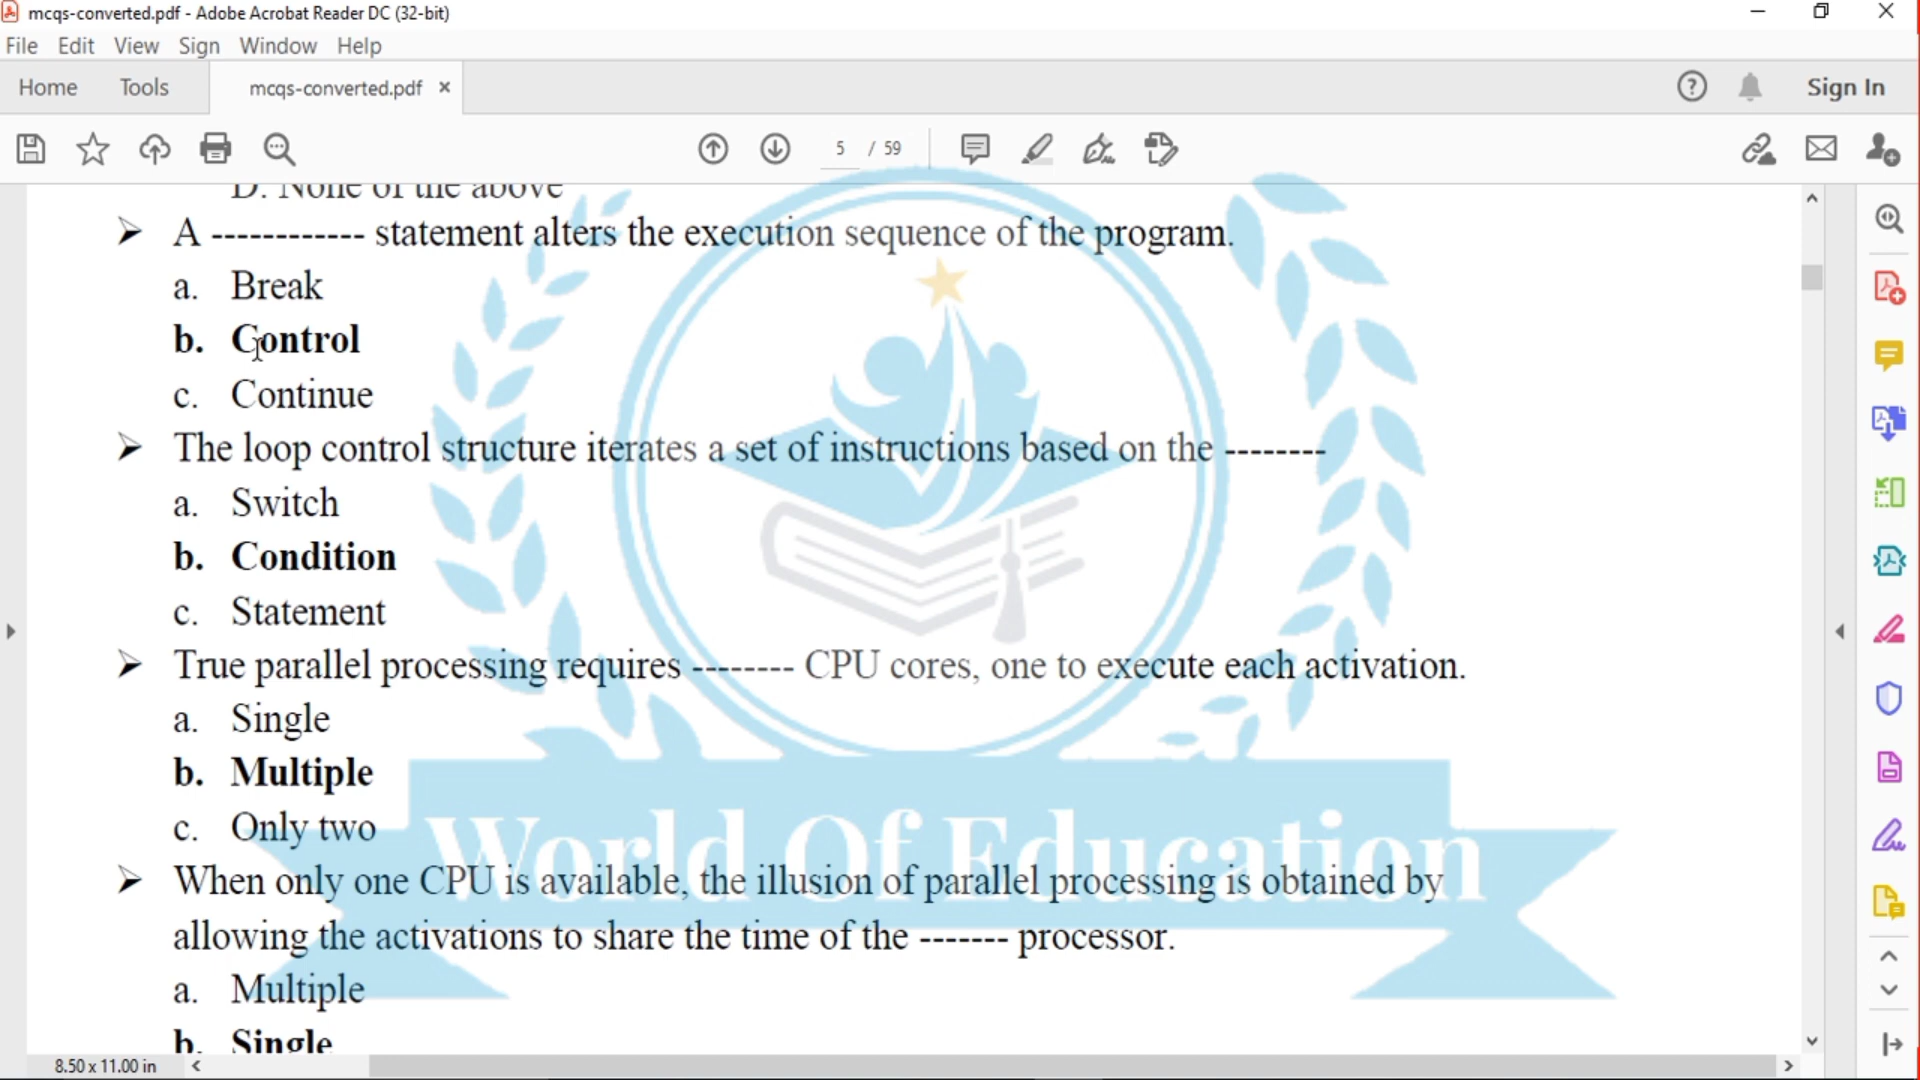 mcqs-converted.pdf - Adobe Acrobat Reader DC (32-bit)
File Edit View Sign Window Help
Home Tools mcqs-converted.pdf × Sign In
5 / 59
D. None of the above
➢ A ------------ statement alters the execution sequence of the program.
a. Break
b. Control
c. Continue
➢ The loop control structure iterates a set of instructions based on the --------
a. Switch
b. Condition
c. Statement
➢ True parallel processing requires -------- CPU cores, one to execute each activation.
a. Single
b. Multiple
c. Only two
World Of Education
➢ When only one CPU is available, the illusion of parallel processing is obtained by
allowing the activations to share the time of the ------- processor.
a. Multiple
b. Single
8.50 x 11.00 in